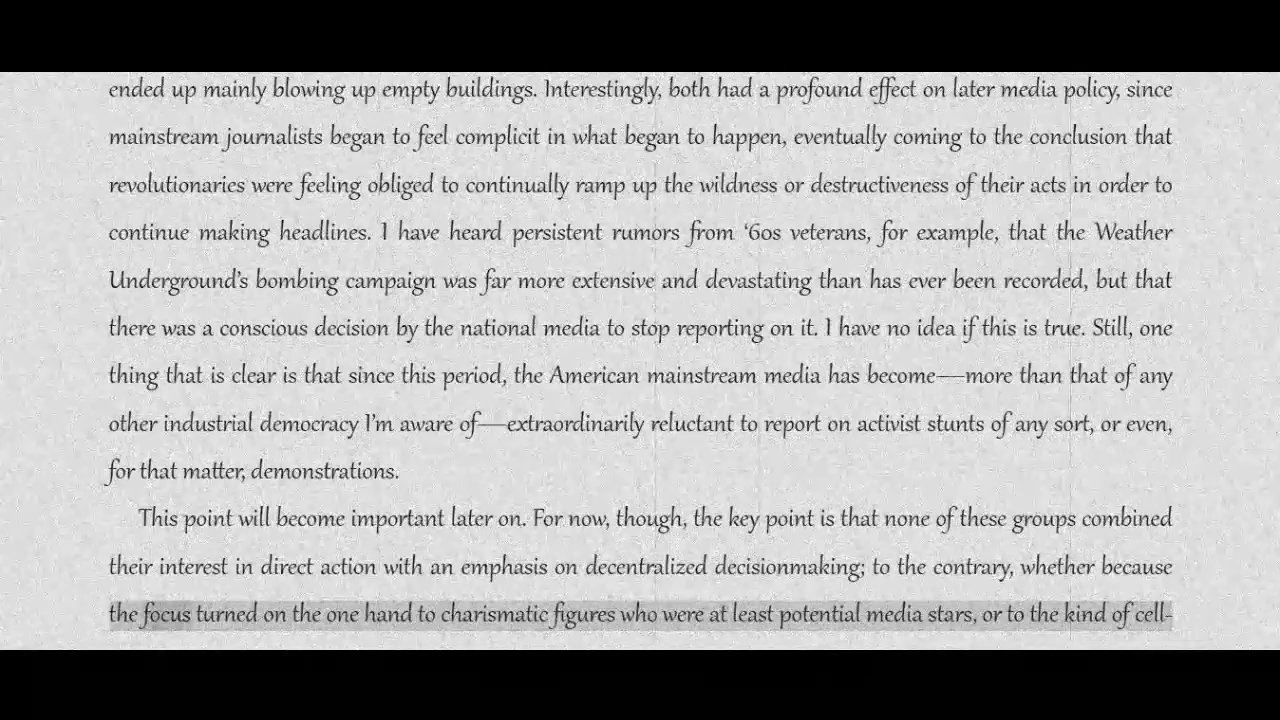 ended up mainly blowing up empty buildings. Interestingly, both had a profound effect on later media policy, since
mainstream journalists began to feel complicit in what began to happen, eventually coming to the conclusion that
revolutionaries were feeling obliged to continually ramp up the wildness or destructiveness of their acts in order to
continue making headlines. I have heard persistent rumors from ‘60s veterans, for example, that the Weather
Underground’s bombing campaign was far more extensive and devastating than has ever been recorded, but that
there was a conscious decision by the national media to stop reporting on it. I have no idea if this is true. Still, one
thing that is clear is that since this period, the American mainstream media has become—more than that of any
other industrial democracy I’m aware of—extraordinarily reluctant to report on activist stunts of any sort, or even,
for that matter, demonstrations.
This point will become important later on. For now, though, the key point is that none of these groups combined
their interest in direct action with an emphasis on decentralized decisionmaking; to the contrary, whether because
the focus turned on the one hand to charismatic figures who were at least potential media stars, or to the kind of cell-